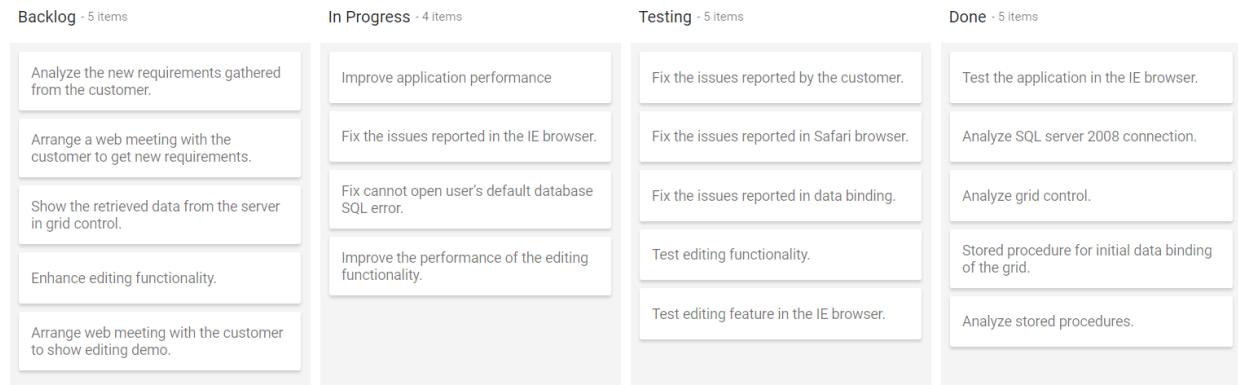 Backlog - 5 items
Analyze the new requirements gathered
from the customer.
Arrange a web meeting with the
customer to get new requirements.
Show the retrieved data from the server
in grid control.
Enhance editing functionality.
Arrange web meeting with the customer
to show editing demo.
In Progress - 4 items
Improve application performance
Fix the issues reported in the IE browser.
Fix cannot open user’s default database
SQL error.
Improve the performance of the editing
functionality.
Testing - 5 items
Fix the issues reported by the customer.
Fix the issues reported in Safari browser.
Fix the issues reported in data binding.
Test editing functionality.
Test editing feature in the IE browser.
Done - 5 items
Test the application in the IE browser.
Analyze SQL server 2008 connection.
Analyze grid control.
Stored procedure for initial data binding
of the grid.
Analyze stored procedures.